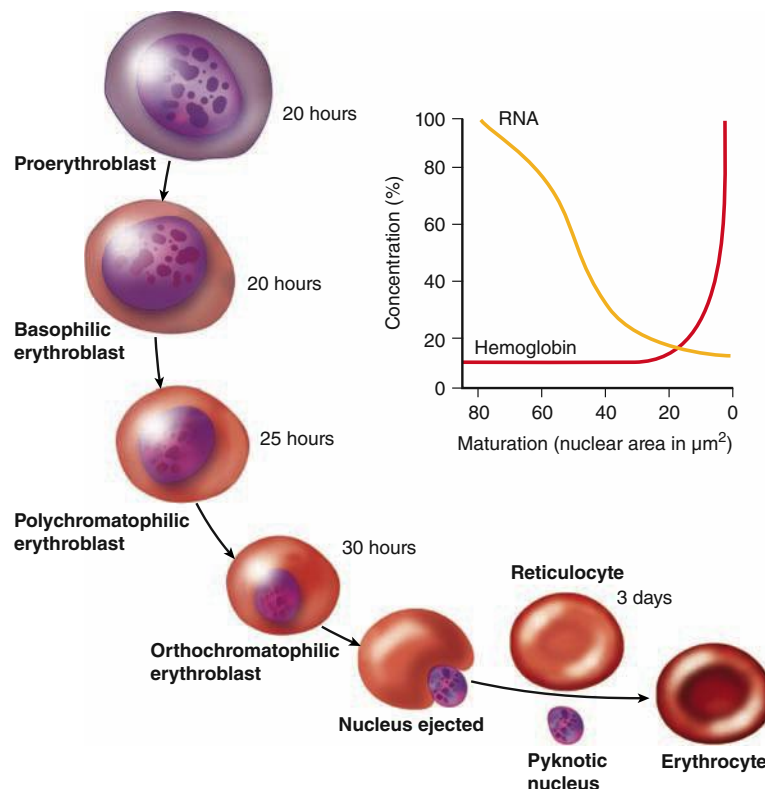 20 hours
Proerythroblast
20 hours
Basophilic
erythroblast
25 hours
Polychromatophilic
erythroblast
30 hours
Orthochromatophilic
erythroblast
Nucleus ejected
Reticulocyte
3 days
Pyknotic
nucleus
Erythrocyte
RNA
Hemoglobin
Concentration (%)
100
80
60
40
20
0
80 60 40 20 0
Maturation (nuclear area in µm²)